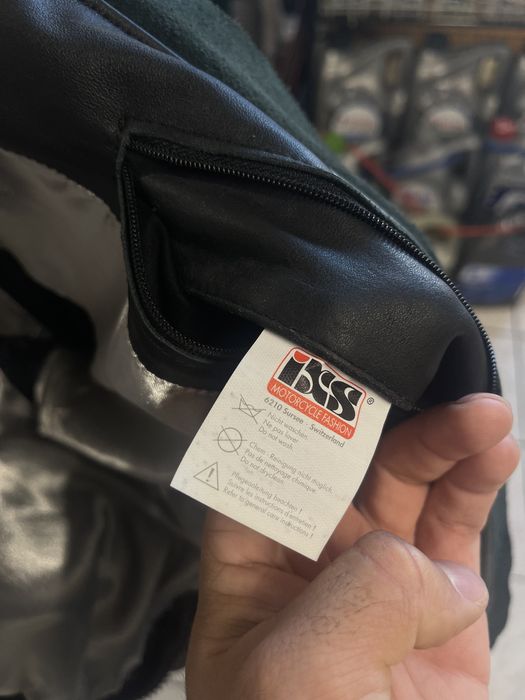 iXS®
MOTORCYCLE FASHION
6210 Sursee . Switzerland
Nicht waschen
Ne pas laver
Do not wash
Chem. Reinigung nicht möglich
Pas de nettoyage chimique
Do not dryclean
Pflegeanleitung beachten !
Suivre les instructions d'entretien !
Refer to general care indructions !